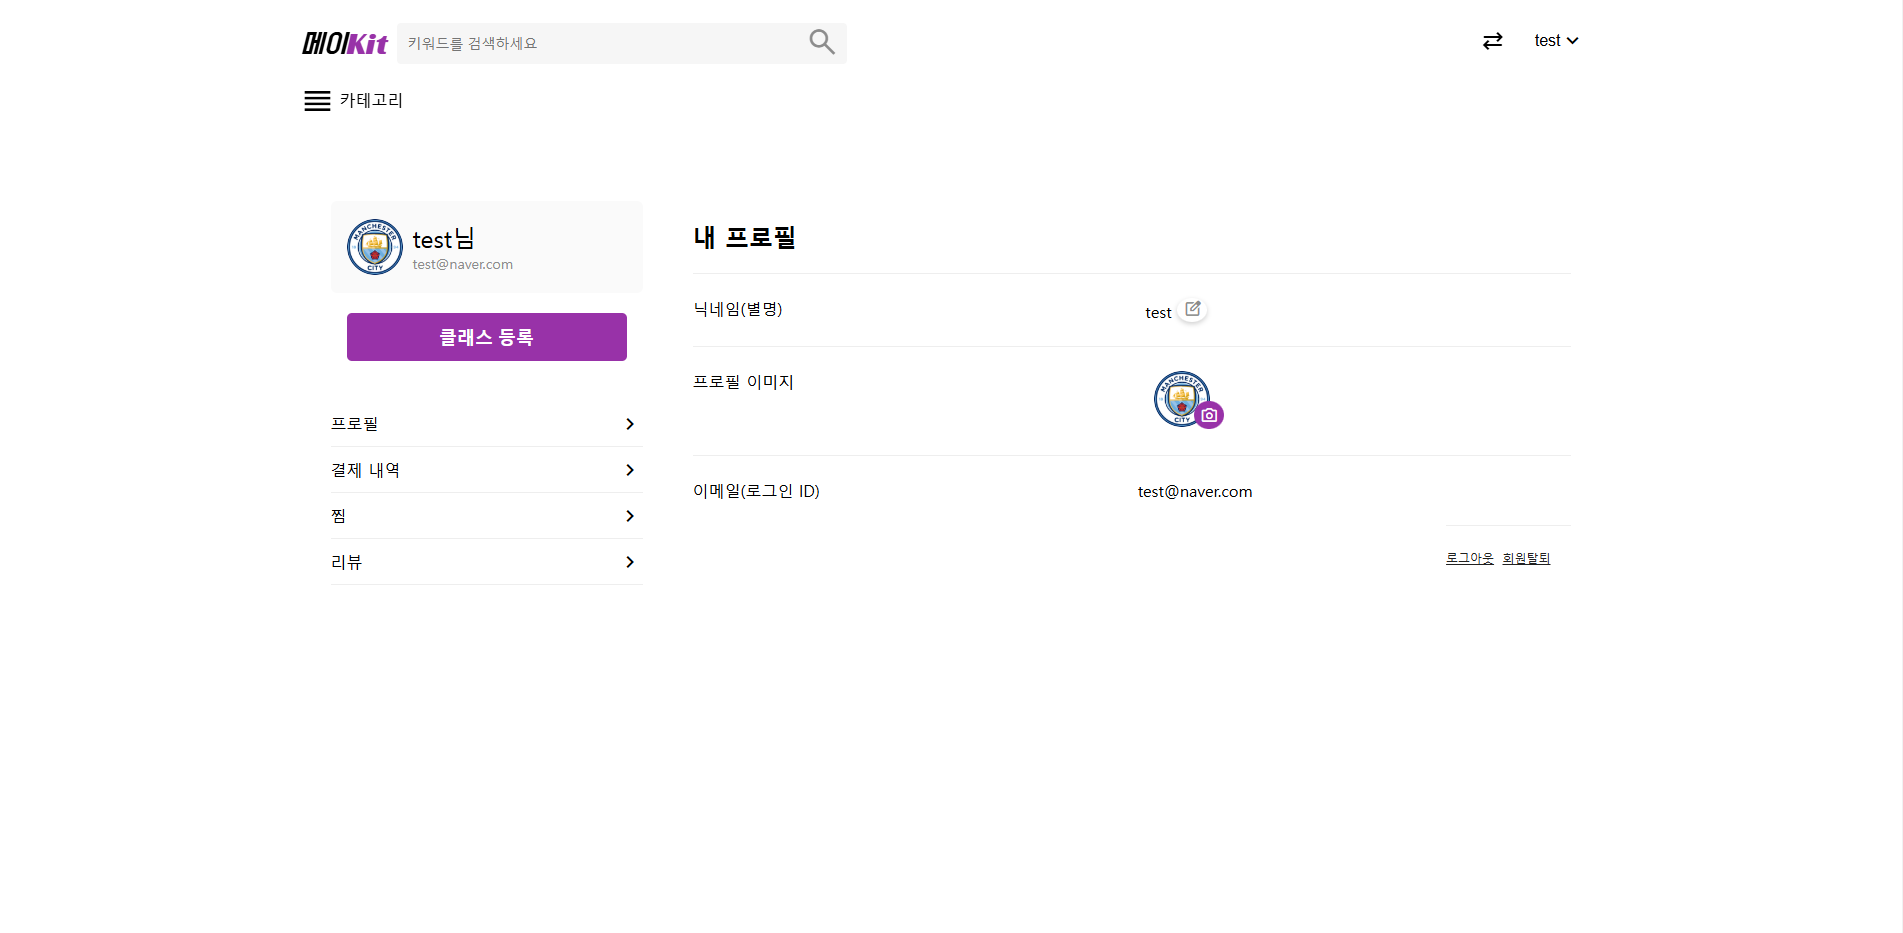 메이Kit
키워드를 검색하세요
test
카테고리
MANCHESTER CITY
test님
test@naver.com
클래스 등록
프로필
결제 내역
찜
리뷰
내 프로필
닉네임(별명)
test
프로필 이미지
MANCHESTER CITY
이메일(로그인 ID)
test@naver.com
로그아웃 회원탈퇴